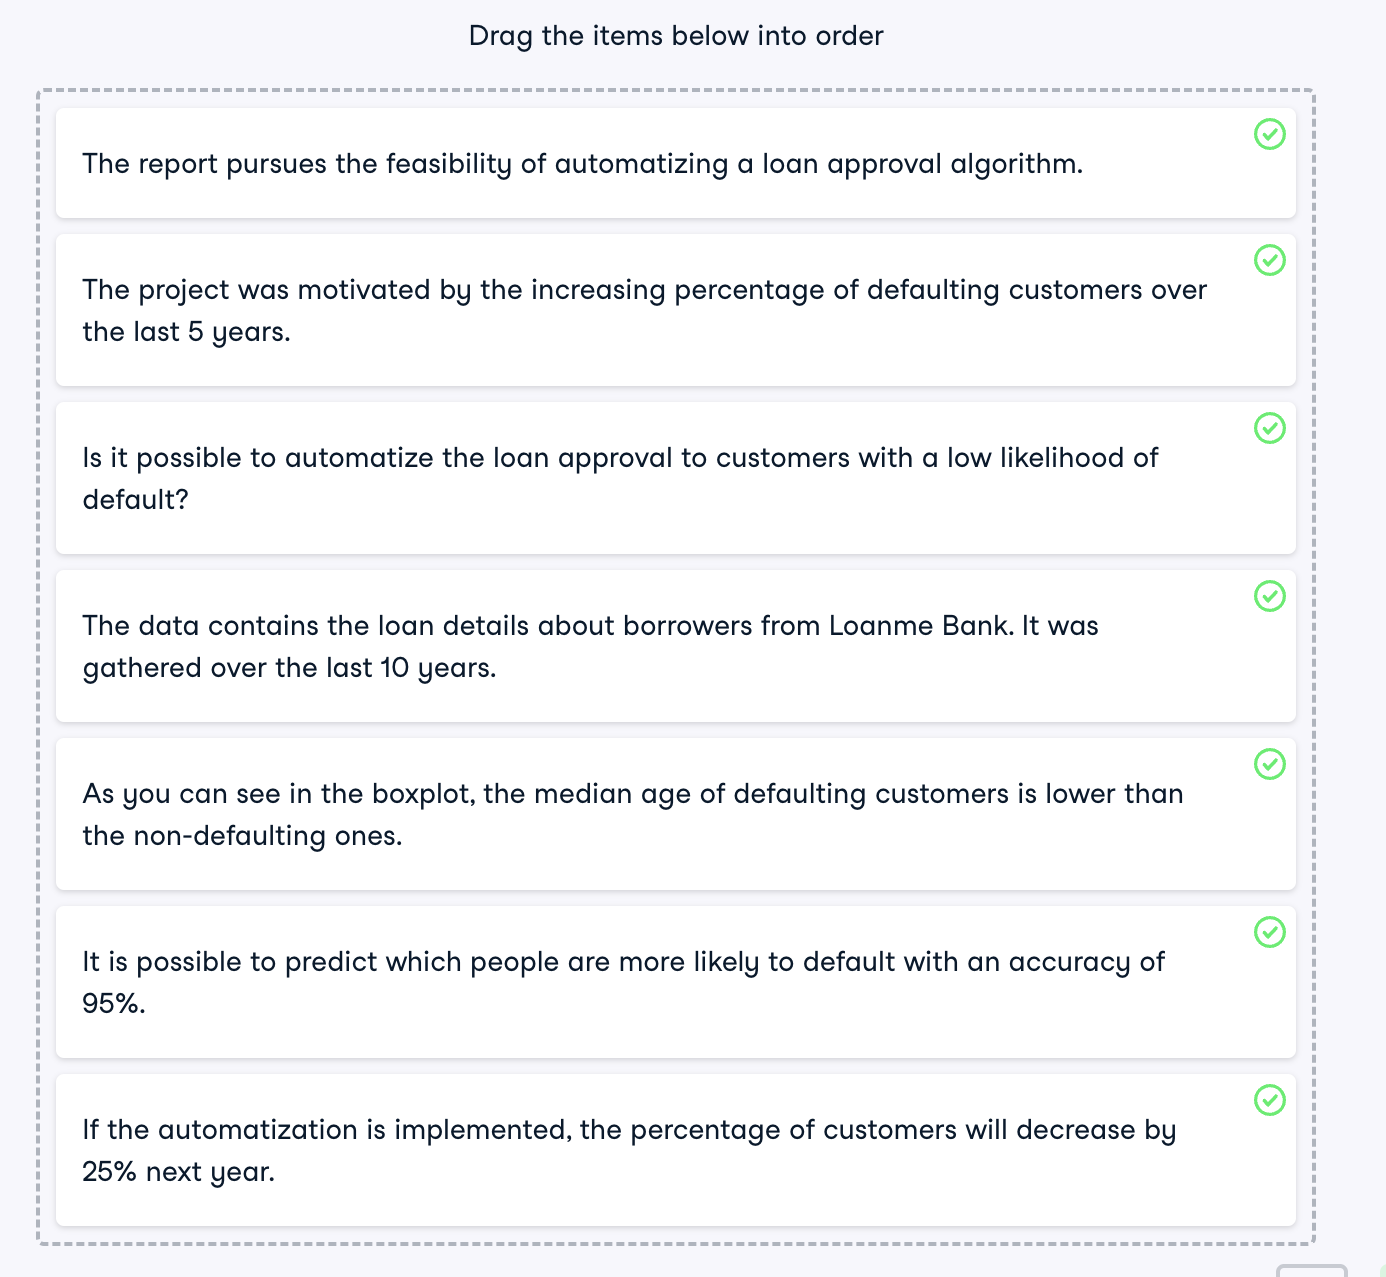 Drag the items below into order
The report pursues the feasibility of automatizing a loan approval algorithm.
The project was motivated by the increasing percentage of defaulting customers over
the last 5 years.
Is it possible to automatize the loan approval to customers with a low likelihood of
default?
The data contains the loan details about borrowers from Loanme Bank. It was
gathered over the last 10 years.
As you can see in the boxplot, the median age of defaulting customers is lower than
the non-defaulting ones.
It is possible to predict which people are more likely to default with an accuracy of
95%.
If the automatization is implemented, the percentage of customers will decrease by
25% next year.